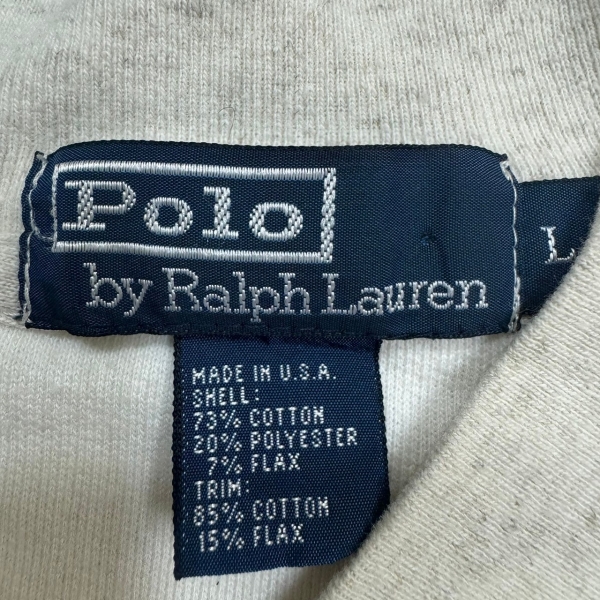 Polo
by Ralph Lauren
L
MADE IN U.S.A.
SHELL:
73% COTTON
20% POLYESTER
7% FLAX
TRIM:
85% COTTON
15% FLAX